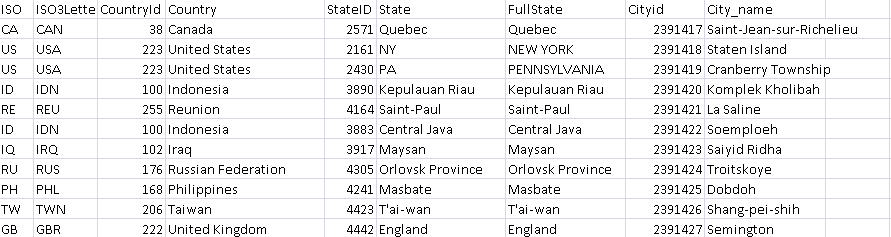 ISO ISO3Lette CountryId Country StateID State FullState Cityid City_name
CA CAN 38 Canada 2571 Quebec Quebec 2391417 Saint-Jean-sur-Richelieu
US USA 223 United States 2161 NY NEW YORK 2391418 Staten Island
US USA 223 United States 2430 PA PENNSYLVANIA 2391419 Cranberry Township
ID IDN 100 Indonesia 3890 Kepulauan Riau Kepulauan Riau 2391420 Komplek Kholibah
RE REU 255 Reunion 4164 Saint-Paul Saint-Paul 2391421 La Saline
ID IDN 100 Indonesia 3883 Central Java Central Java 2391422 Soemploeh
IQ IRQ 102 Iraq 3917 Maysan Maysan 2391423 Saiyid Ridha
RU RUS 176 Russian Federation 4305 Orlovsk Province Orlovsk Province 2391424 Troitskoye
PH PHL 168 Philippines 4241 Masbate Masbate 2391425 Dobdoh
TW TWN 206 Taiwan 4423 T'ai-wan T'ai-wan 2391426 Shang-pei-shih
GB GBR 222 United Kingdom 4442 England England 2391427 Semington